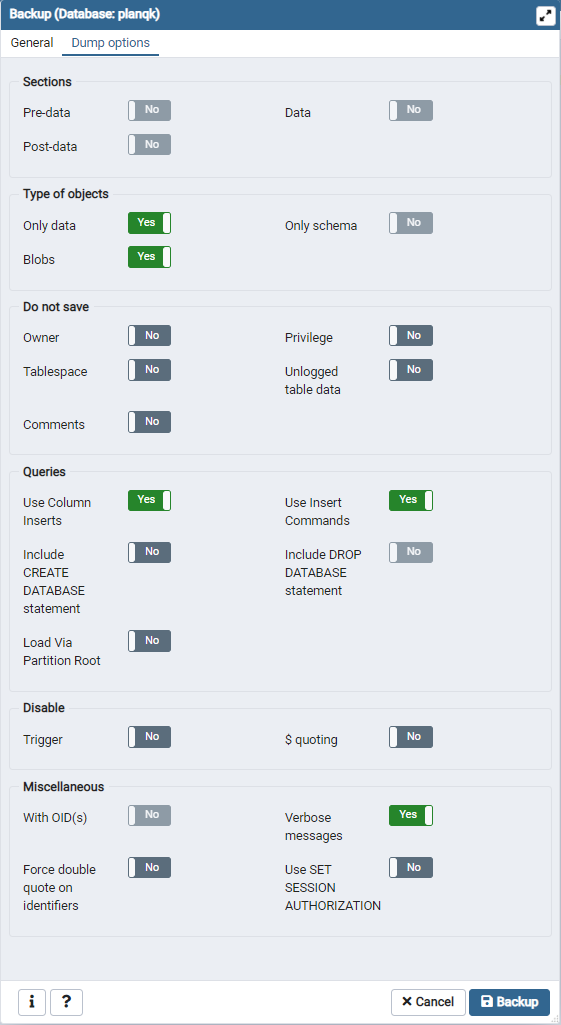 Backup (Database: planqk)
General Dump options
Sections
Pre-data No Data No
Post-data No
Type of objects
Only data Yes Only schema No
Blobs Yes
Do not save
Owner No Privilege No
Tablespace No Unlogged
table data No
Comments No
Queries
Use Column
Inserts Yes Use Insert
Commands Yes
Include
CREATE
DATABASE
statement No Include DROP
DATABASE
statement No
Load Via
Partition Root No
Disable
Trigger No $ quoting No
Miscellaneous
With OID(s) No Verbose
messages Yes
Force double
quote on
identifiers No Use SET
SESSION
AUTHORIZATION No
i ? Cancel Backup